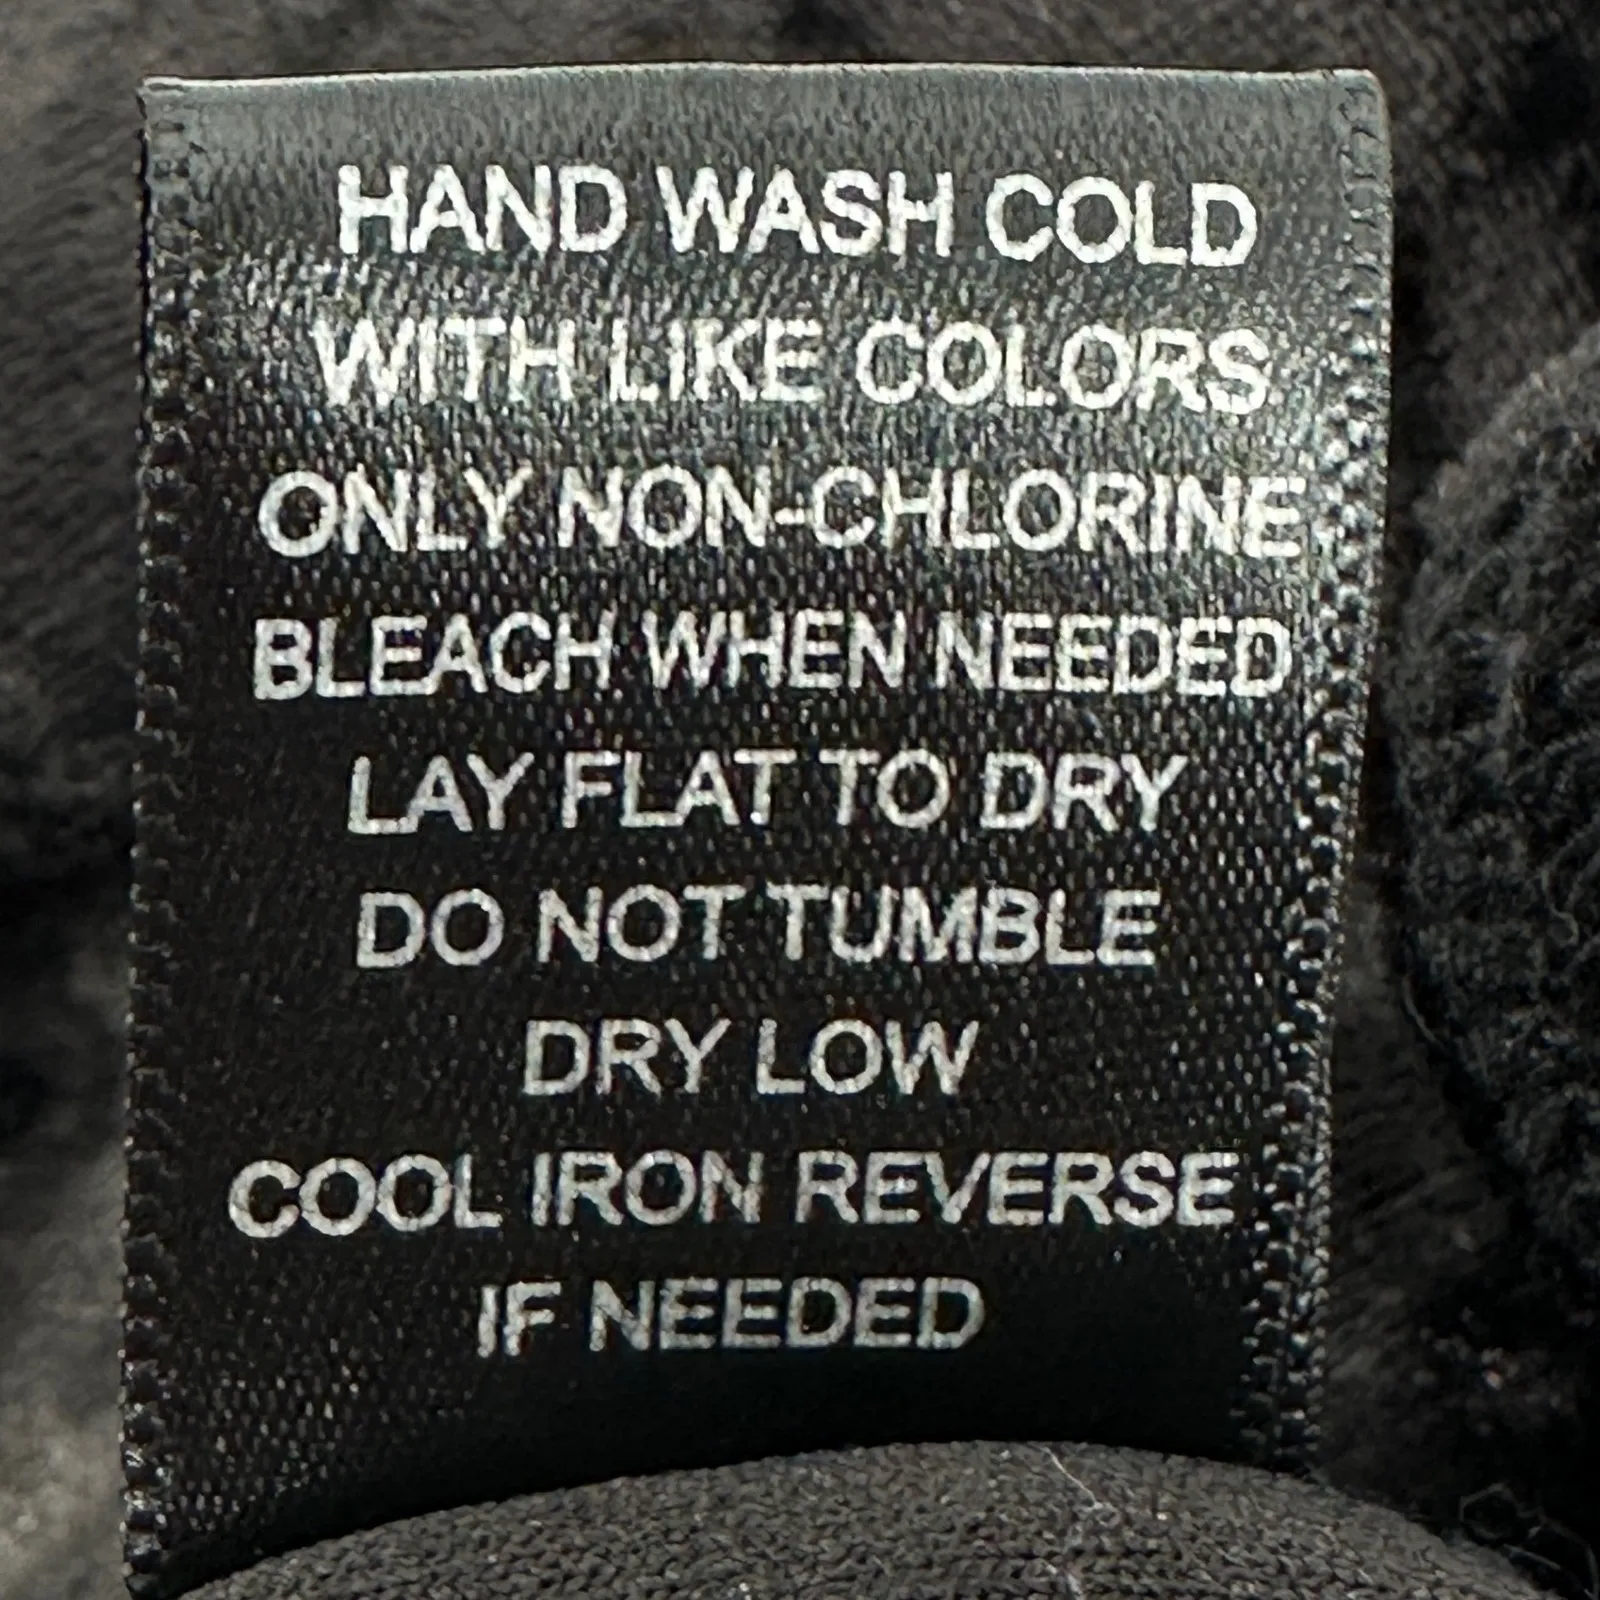 HAND WASH COLD
WITH LIKE COLORS
ONLY NON-CHLORINE
BLEACH WHEN NEEDED
LAY FLAT TO DRY
DO NOT TUMBLE
DRY LOW
COOL IRON REVERSE
IF NEEDED